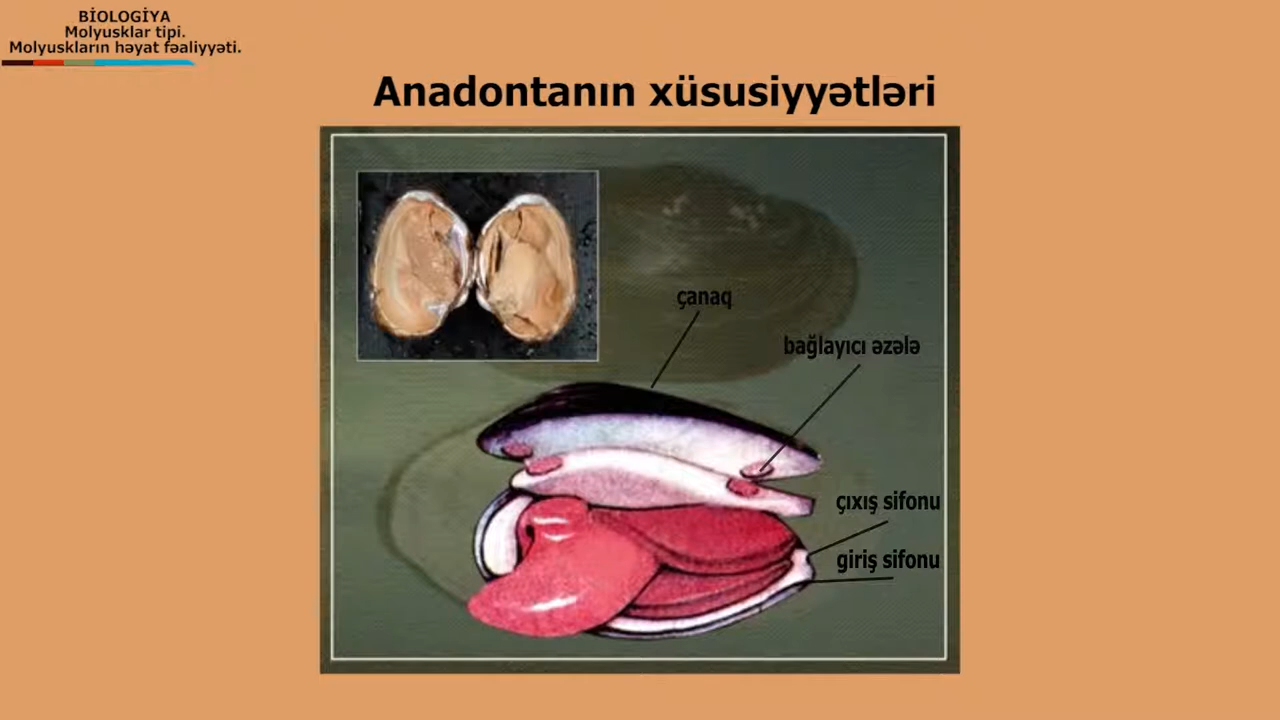 BİOLOGİYA
Molyusklar tipi.
Molyuskların həyat fəaliyyəti.
Anadontanın xüsusiyyətləri
çanaq
bağlayıcı əzələ
çıxış sifonu
giriş sifonu